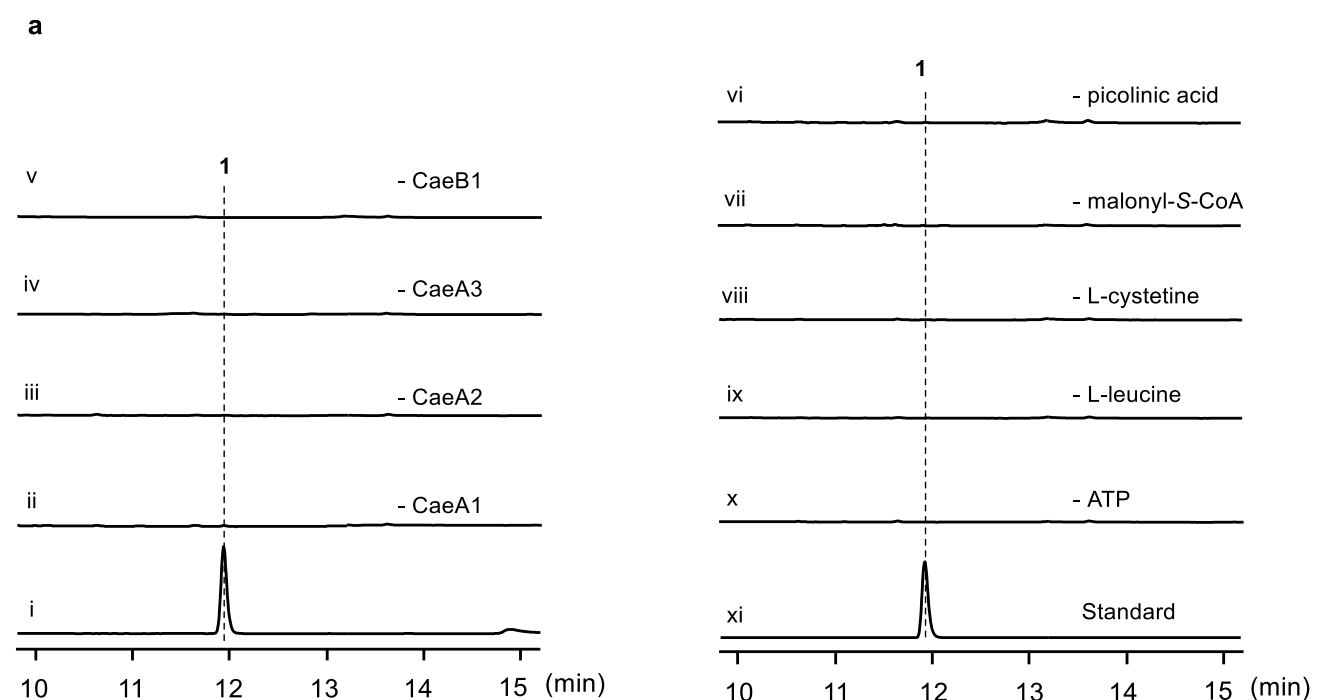 a
1
v - CaeB1
iv - CaeA3
iii - CaeA2
ii - CaeA1
i
10 11 12 13 14 15 (min)
1
vi - picolinic acid
vii - malonyl-S-CoA
viii - L-cystetine
ix - L-leucine
x - ATP
xi Standard
10 11 12 13 14 15 (min)